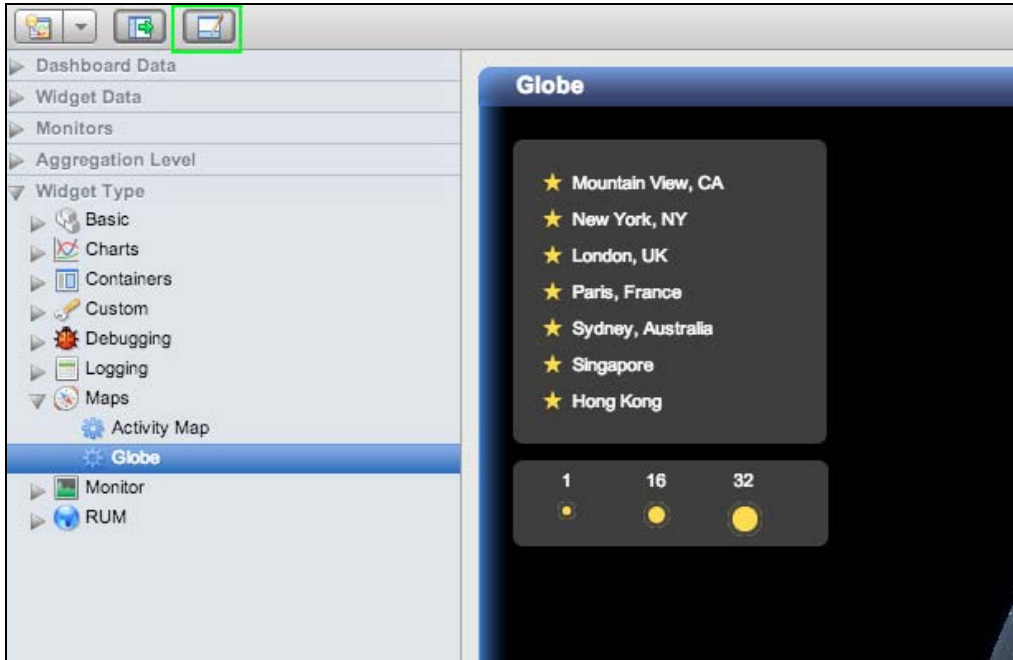 Dashboard Data
Widget Data
Monitors
Aggregation Level
Widget Type
Basic
Charts
Containers
Custom
Debugging
Logging
Maps
Activity Map
Globe
Monitor
RUM
Globe
Mountain View, CA
New York, NY
London, UK
Paris, France
Sydney, Australia
Singapore
Hong Kong
1 16 32